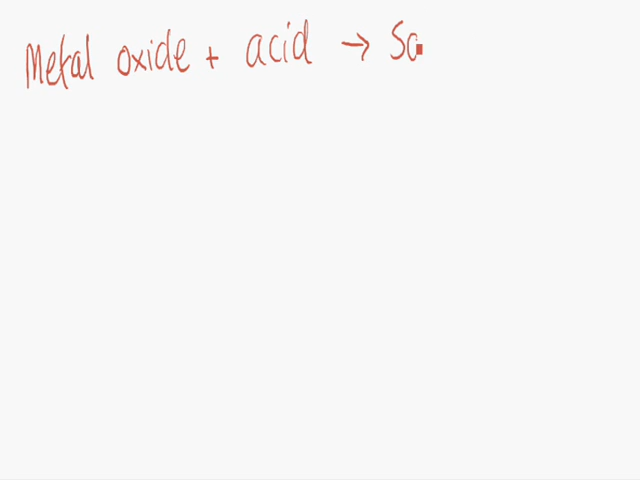 Metal oxide + acid → Sa